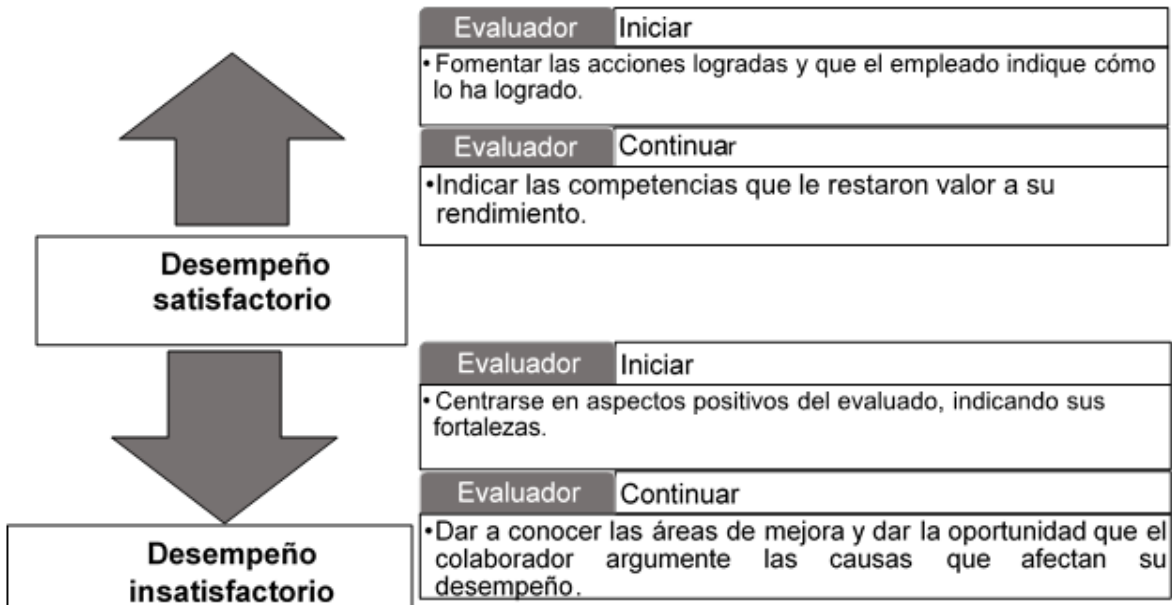 Evaluador Iniciar
• Fomentar las acciones logradas y que el empleado indique cómo
lo ha logrado.
Evaluador Continuar
•Indicar las competencias que le restaron valor a su
rendimiento.
Desempeño
satisfactorio
Evaluador Iniciar
• Centrarse en aspectos positivos del evaluado, indicando sus
fortalezas.
Evaluador Continuar
•Dar a conocer las áreas de mejora y dar la oportunidad que el
colaborador argumente las causas que afectan su
desempeño.
Desempeño
insatisfactorio